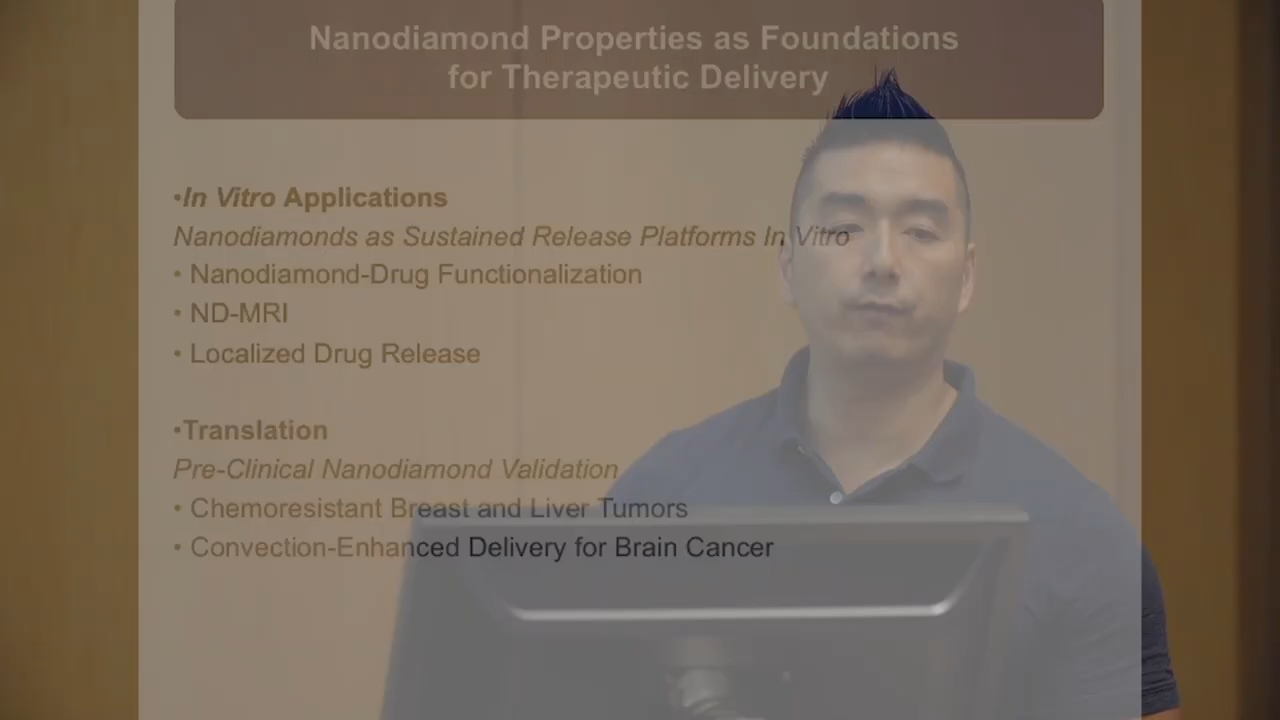 Nanodiamond Properties as Foundations
for Therapeutic Delivery
•In Vitro Applications
Nanodiamonds as Sustained Release Platforms In Vitro
• Nanodiamond-Drug Functionalization
• ND-MRI
• Localized Drug Release
•Translation
Pre-Clinical Nanodiamond Validation
• Chemoresistant Breast and Liver Tumors
• Convection-Enhanced Delivery for Brain Cancer